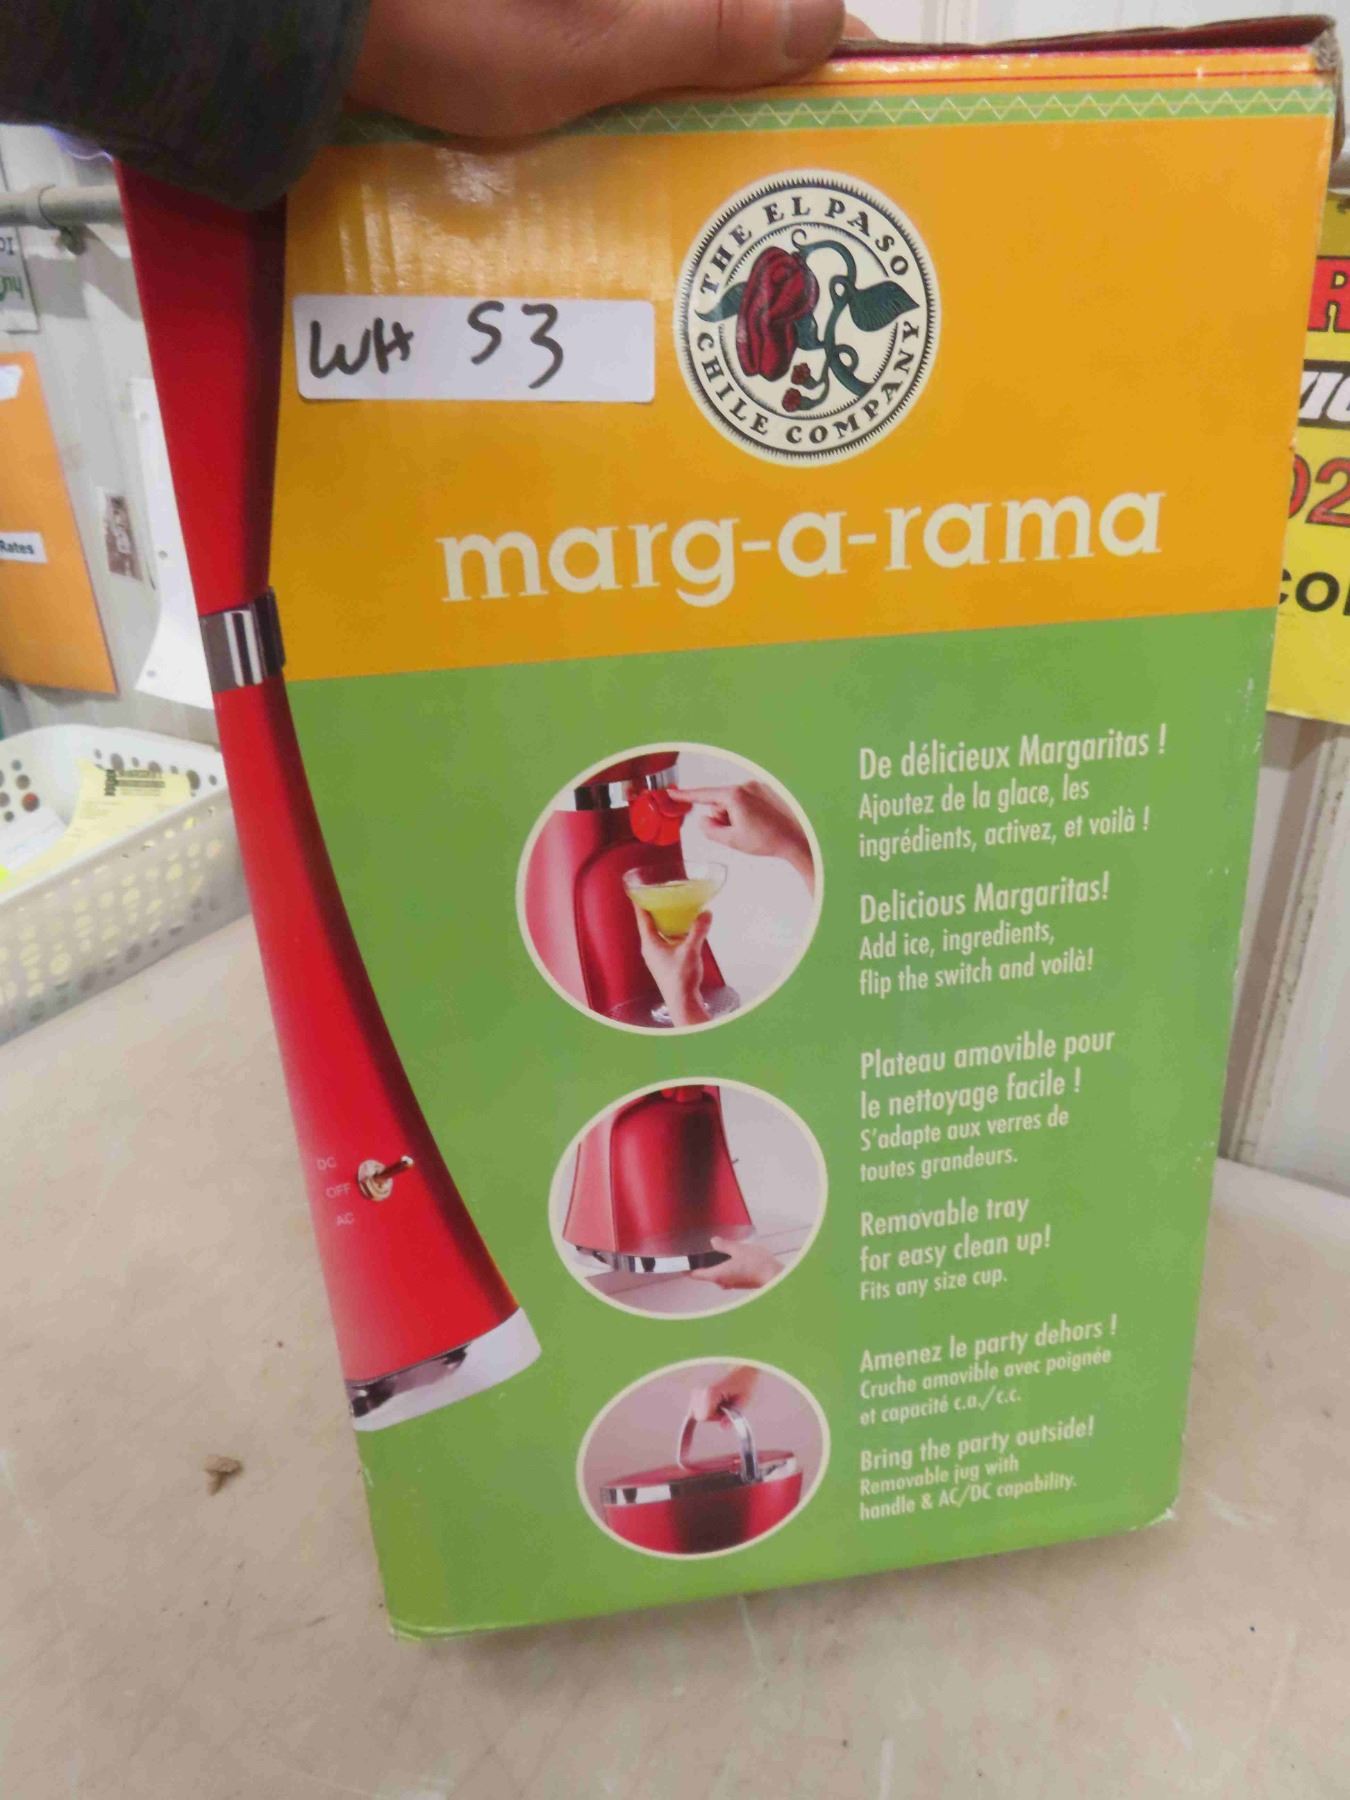 THE EL PASO
CHILE COMPANY
WH S3
marg-a-rama
De délicieux Margaritas !
Ajoutez de la glace, les
ingrédients, activez, et voilà !
Delicious Margaritas!
Add ice, ingredients,
flip the switch and voilà!
Plateau amovible pour
le nettoyage facile !
S'adapte aux verres de
toutes grandeurs.
Removable tray
for easy clean up!
Fits any size cup.
Amenez le party dehors !
Cruche amovible avec poignée
et capacité c.a./c.c.
Bring the party outside!
Removable jug with
handle & AC/DC capability.
DC
OFF
AC
Rates